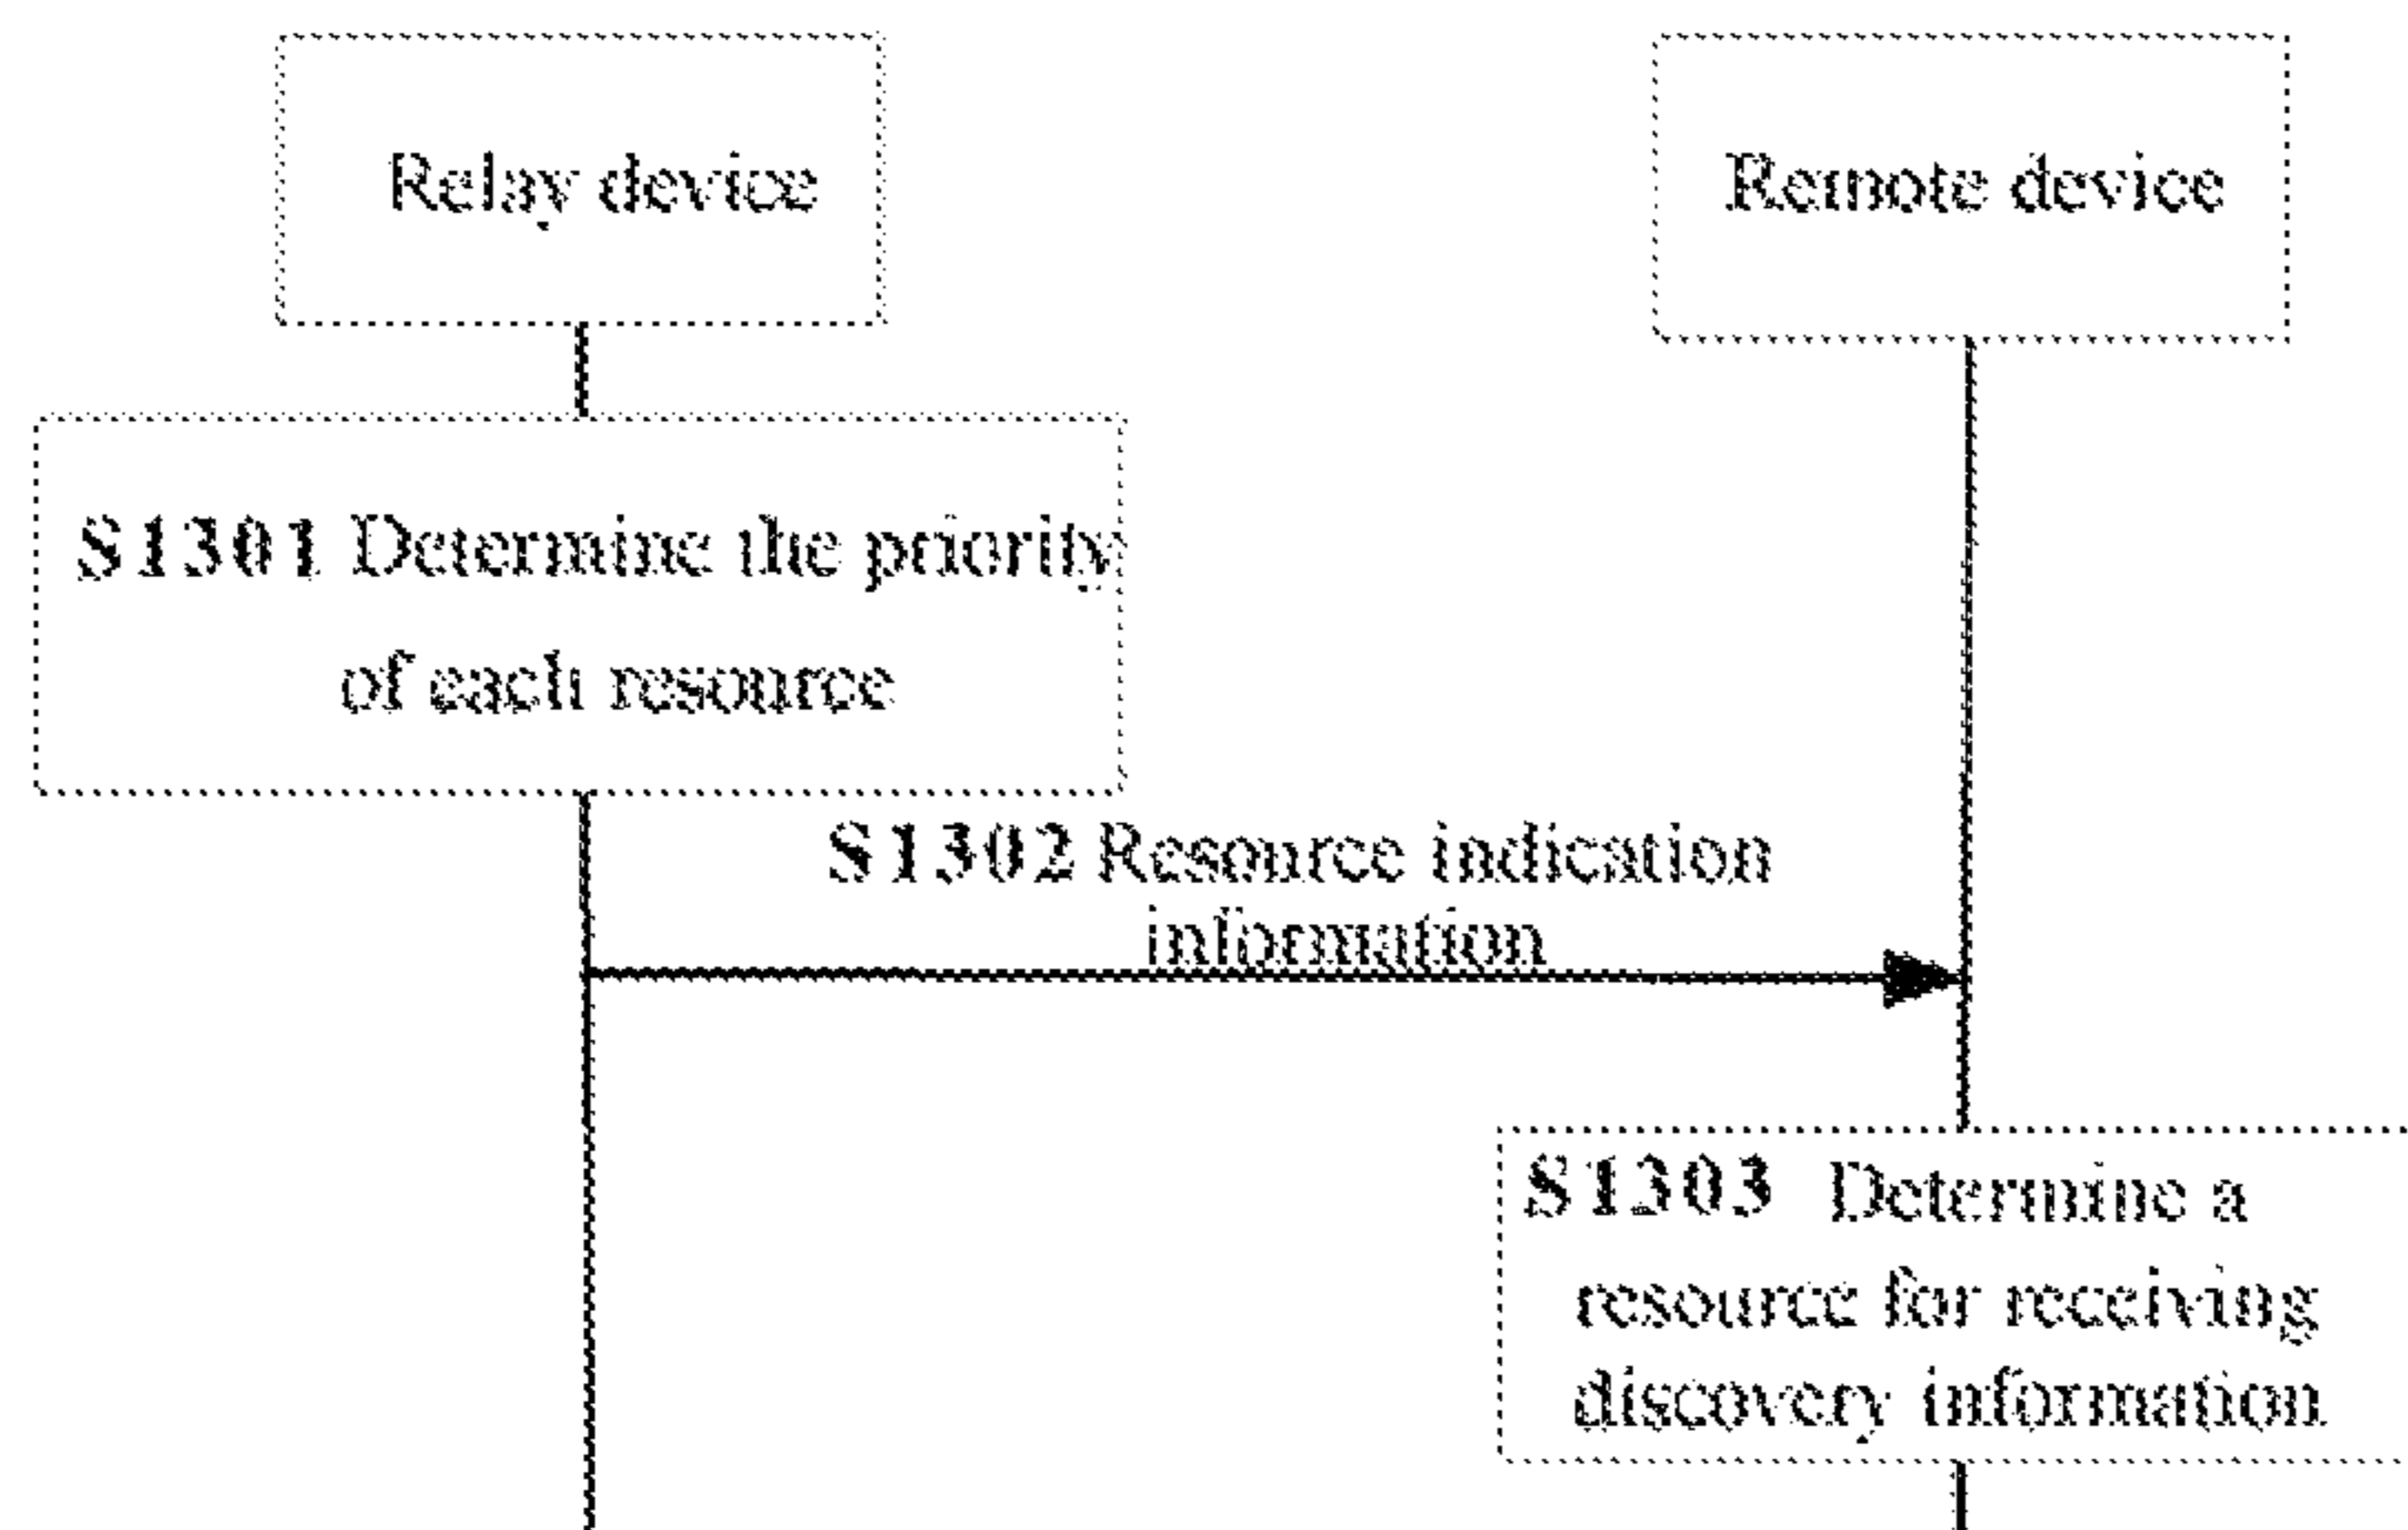 Relay device
Remote device
S1301 Determine the priority
of each resource
S1302 Resource indication
information
S1303 Determine a
resource for receiving
discovery information